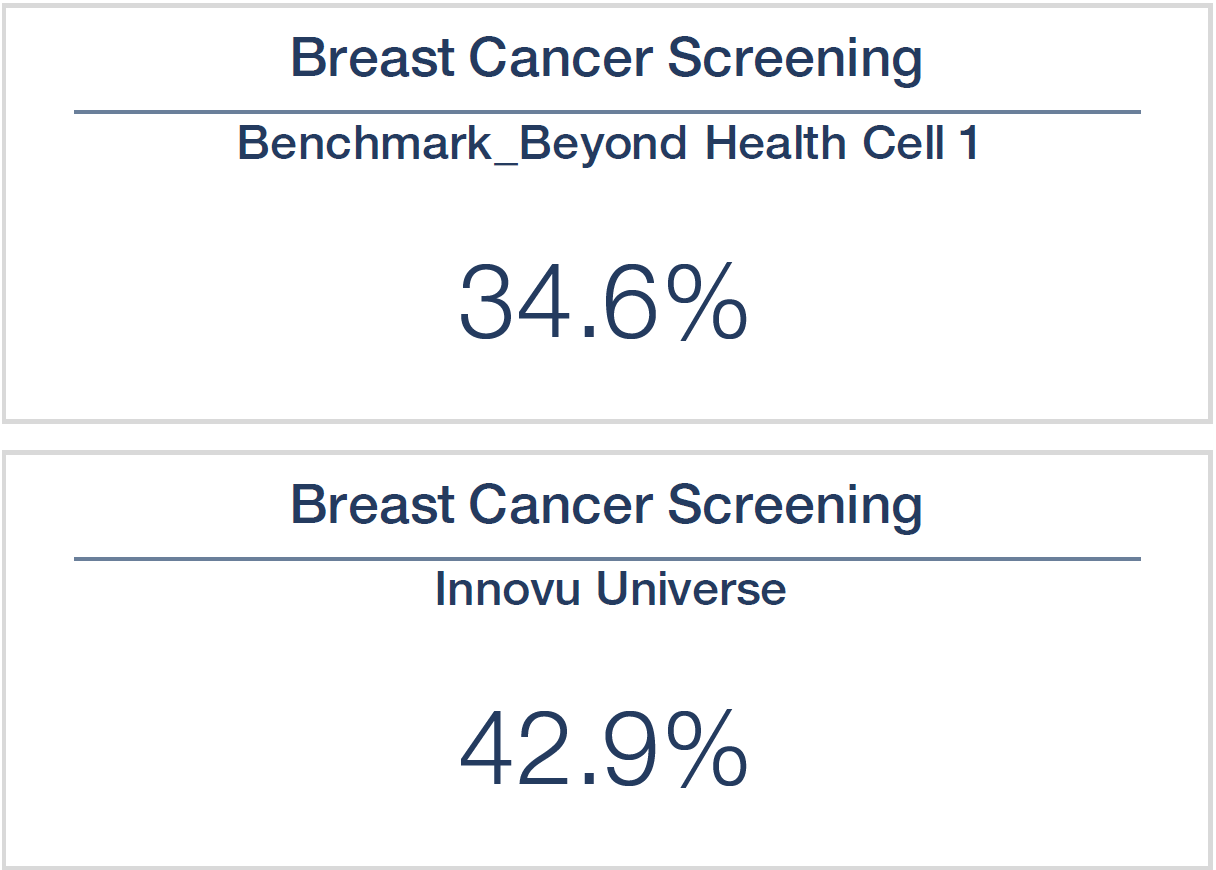 Breast Cancer Screening
Benchmark_Beyond Health Cell 1
34.6%
Breast Cancer Screening
Innovu Universe
42.9%